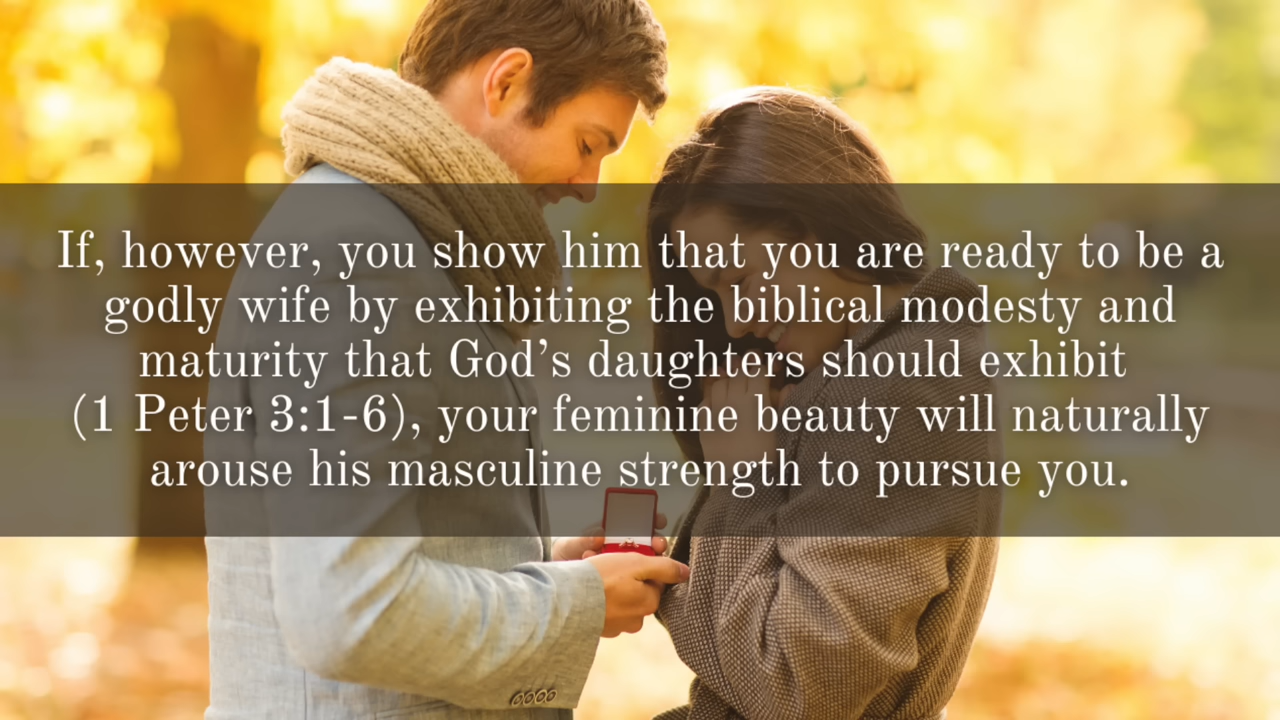 If, however, you show him that you are ready to be a
godly wife by exhibiting the biblical modesty and
maturity that God’s daughters should exhibit
(1 Peter 3:1-6), your feminine beauty will naturally
arouse his masculine strength to pursue you.